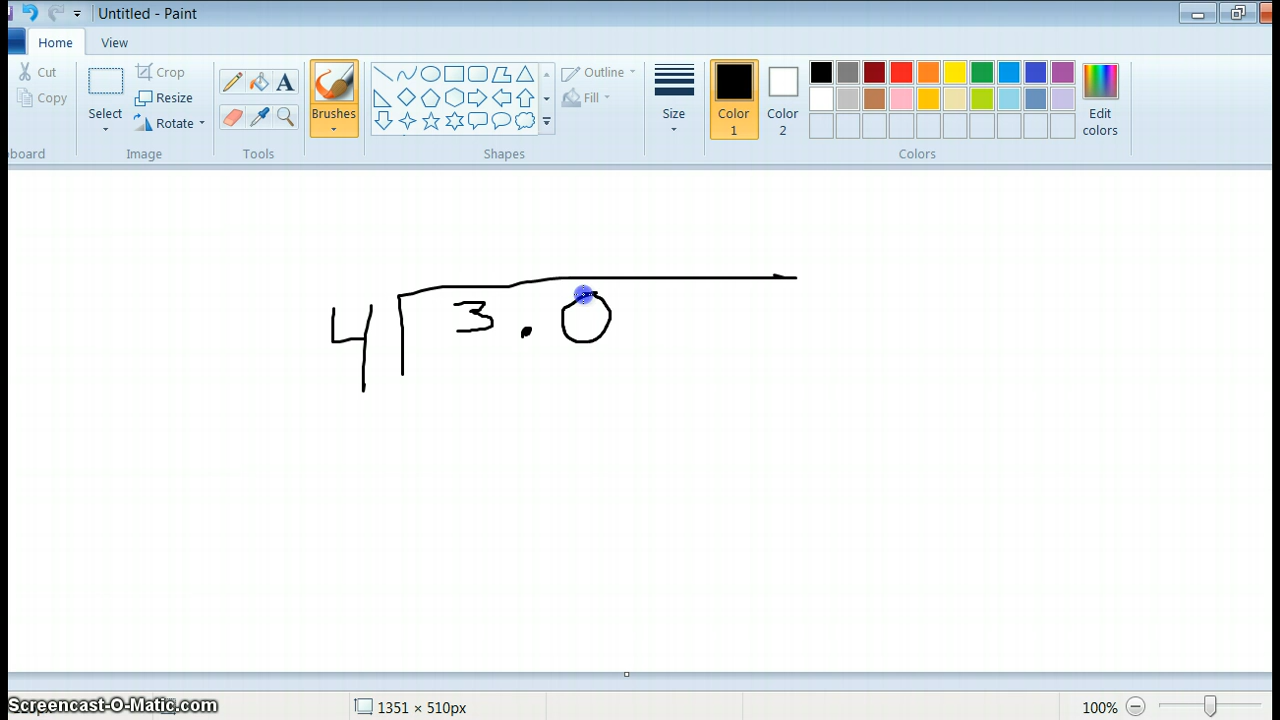 Untitled - Paint
Home View
Cut
Copy
Select
Crop
Resize
Rotate
A
Brushes
Outline
Fill
Size
Color 1
Color 2
Edit colors
board Image Tools Shapes Colors
4 3.0
Screencast-O-Matic.com
1351 × 510px
100%